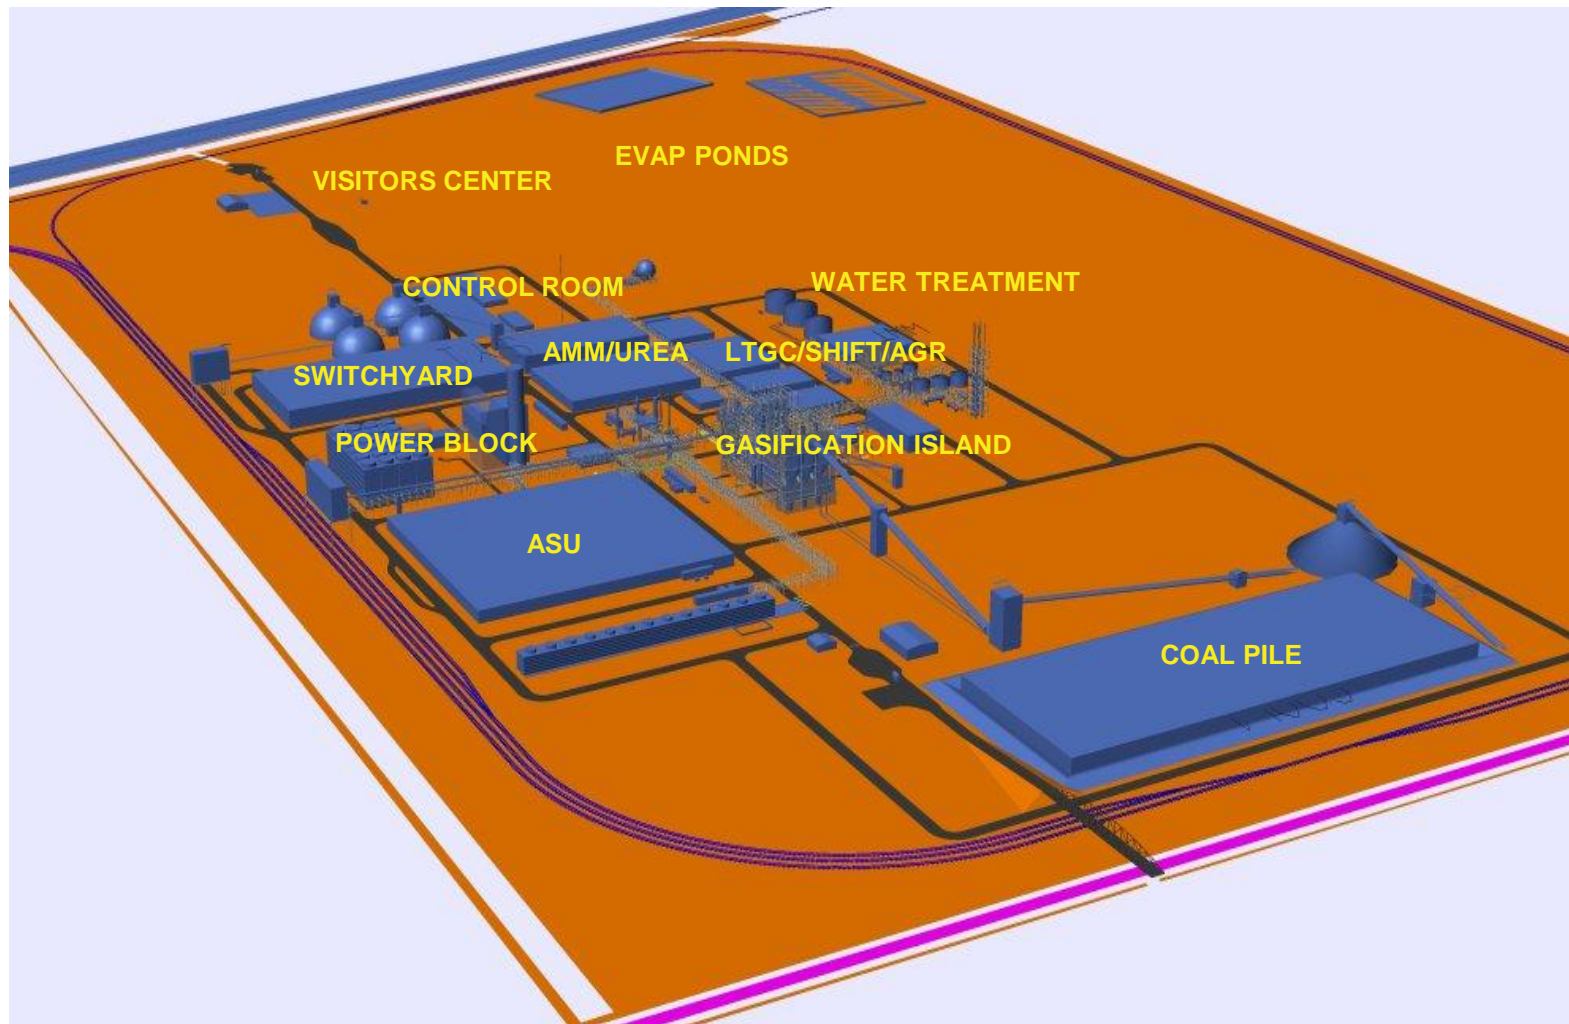 EVAP PONDS
VISITORS CENTER
CONTROL ROOM
WATER TREATMENT
AMM/UREA
LTGC/SHIFT/AGR
SWITCHYARD
POWER BLOCK
GASIFICATION ISLAND
ASU
COAL PILE